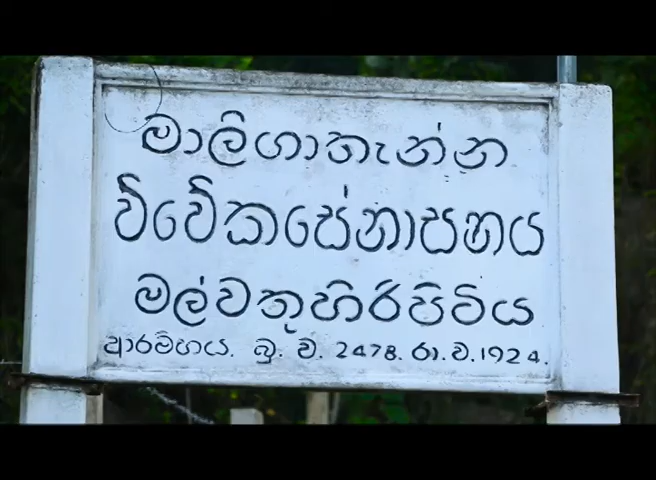 මාලිගාතැන්න
විවේකසේනාසනය
මල්වතුහිරිපිටිය
ආරම්භය. බු. ව. 2478. රා. ව. 1924.